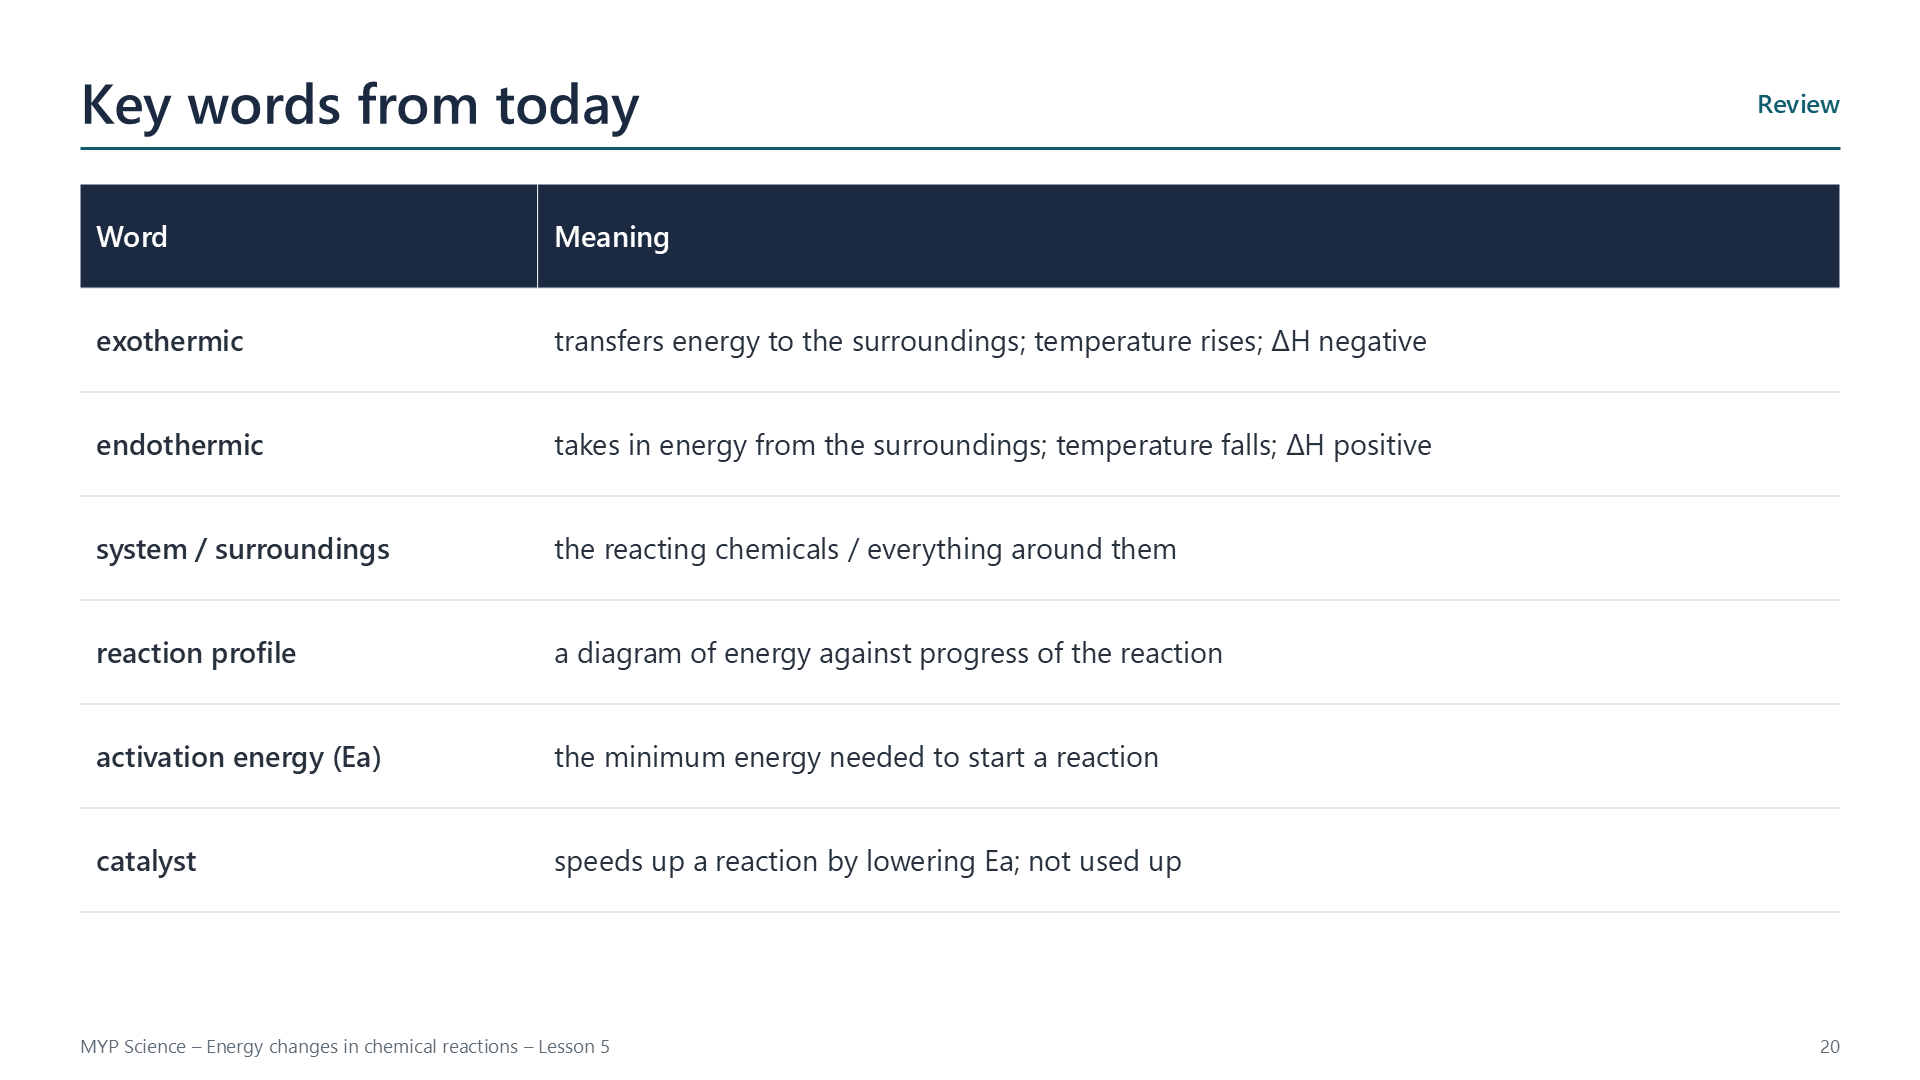 Key words from today
Review
Word
Meaning
exothermic
transfers energy to the surroundings; temperature rises; ΔH negative
endothermic
takes in energy from the surroundings; temperature falls; ΔH positive
system / surroundings
the reacting chemicals / everything around them
reaction profile
a diagram of energy against progress of the reaction
activation energy (Ea)
the minimum energy needed to start a reaction
catalyst
speeds up a reaction by lowering Ea; not used up
MYP Science – Energy changes in chemical reactions – Lesson 5
20